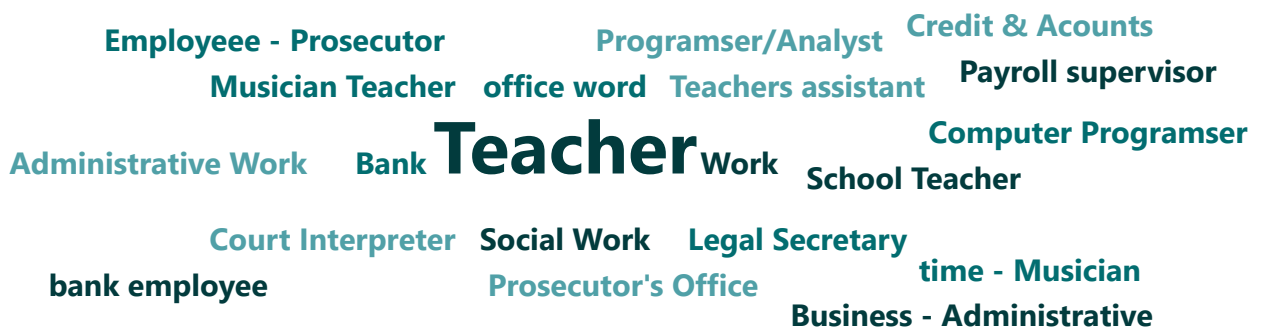 Credit & Acounts
Employeee - Prosecutor Programser/Analyst
Payroll supervisor
Musician Teacher office word Teachers assistant
Computer Programser
Administrative Work Bank Teacher Work
School Teacher
Court Interpreter Social Work Legal Secretary
time - Musician
bank employee Prosecutor's Office
Business - Administrative